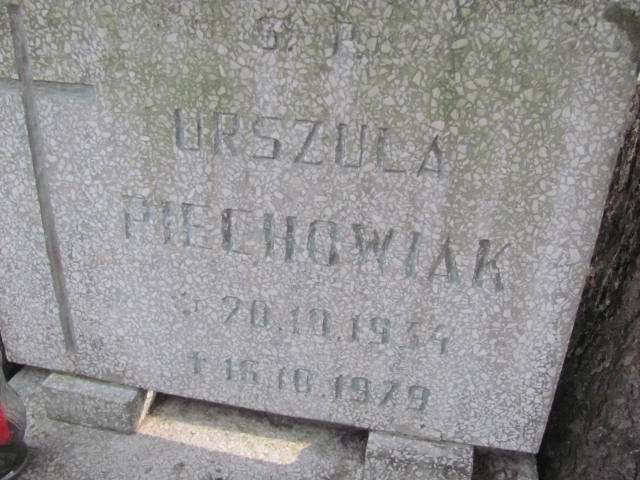 Ś. P.
URSZULA
PIECHOWIAK
* 20.10.1934
† 16.10.1979